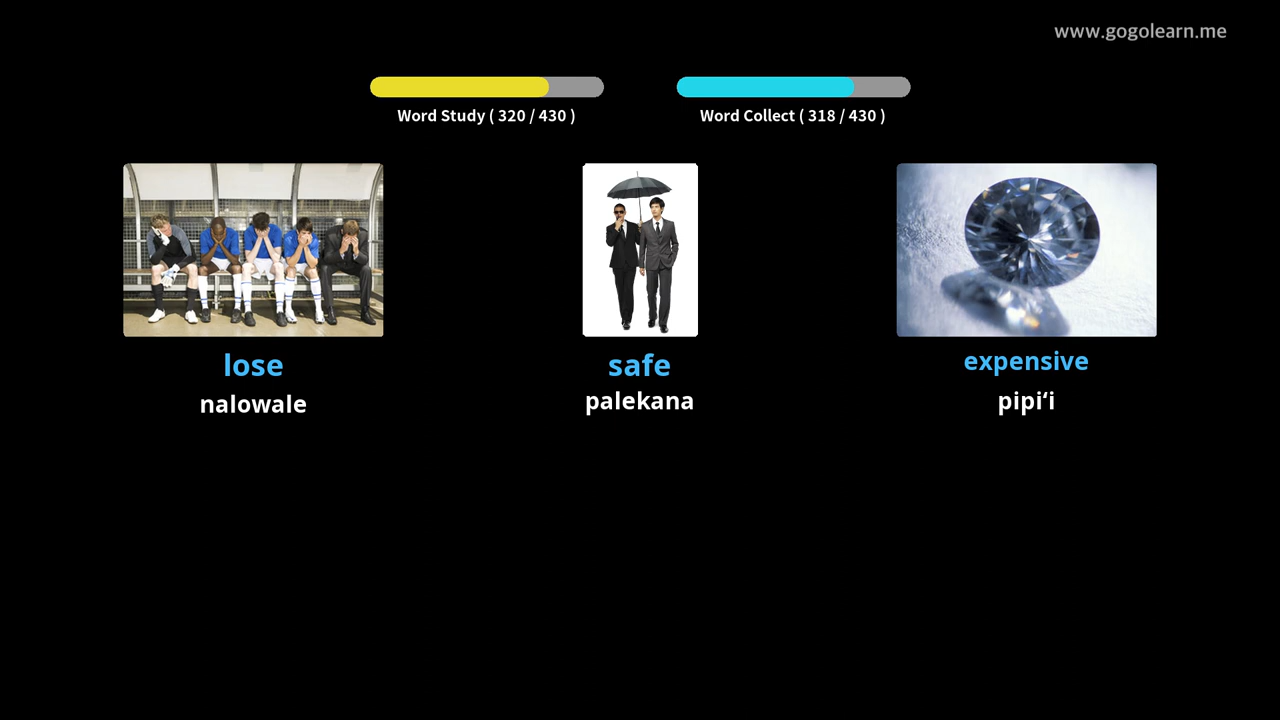 www.gogolearn.me
Word Study ( 320 / 430 )
Word Collect ( 318 / 430 )
lose
nalowale
safe
palekana
expensive
pipiʻi